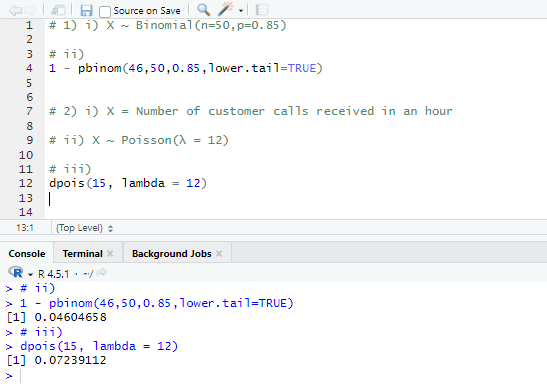 Source on Save
1 # 1) i) X ~ Binomial(n=50,p=0.85)
2
3 # ii)
4 1 - pbinom(46,50,0.85,lower.tail=TRUE)
5
6
7 # 2) i) X = Number of customer calls received in an hour
8
9 # ii) X ~ Poisson(λ = 12)
10
11 # iii)
12 dpois(15, lambda = 12)
13
14
13:1 (Top Level)
Console Terminal Background Jobs
R 4.5.1 · ~/
> # ii)
> 1 - pbinom(46,50,0.85,lower.tail=TRUE)
[1] 0.04604658
> # iii)
> dpois(15, lambda = 12)
[1] 0.07239112
>